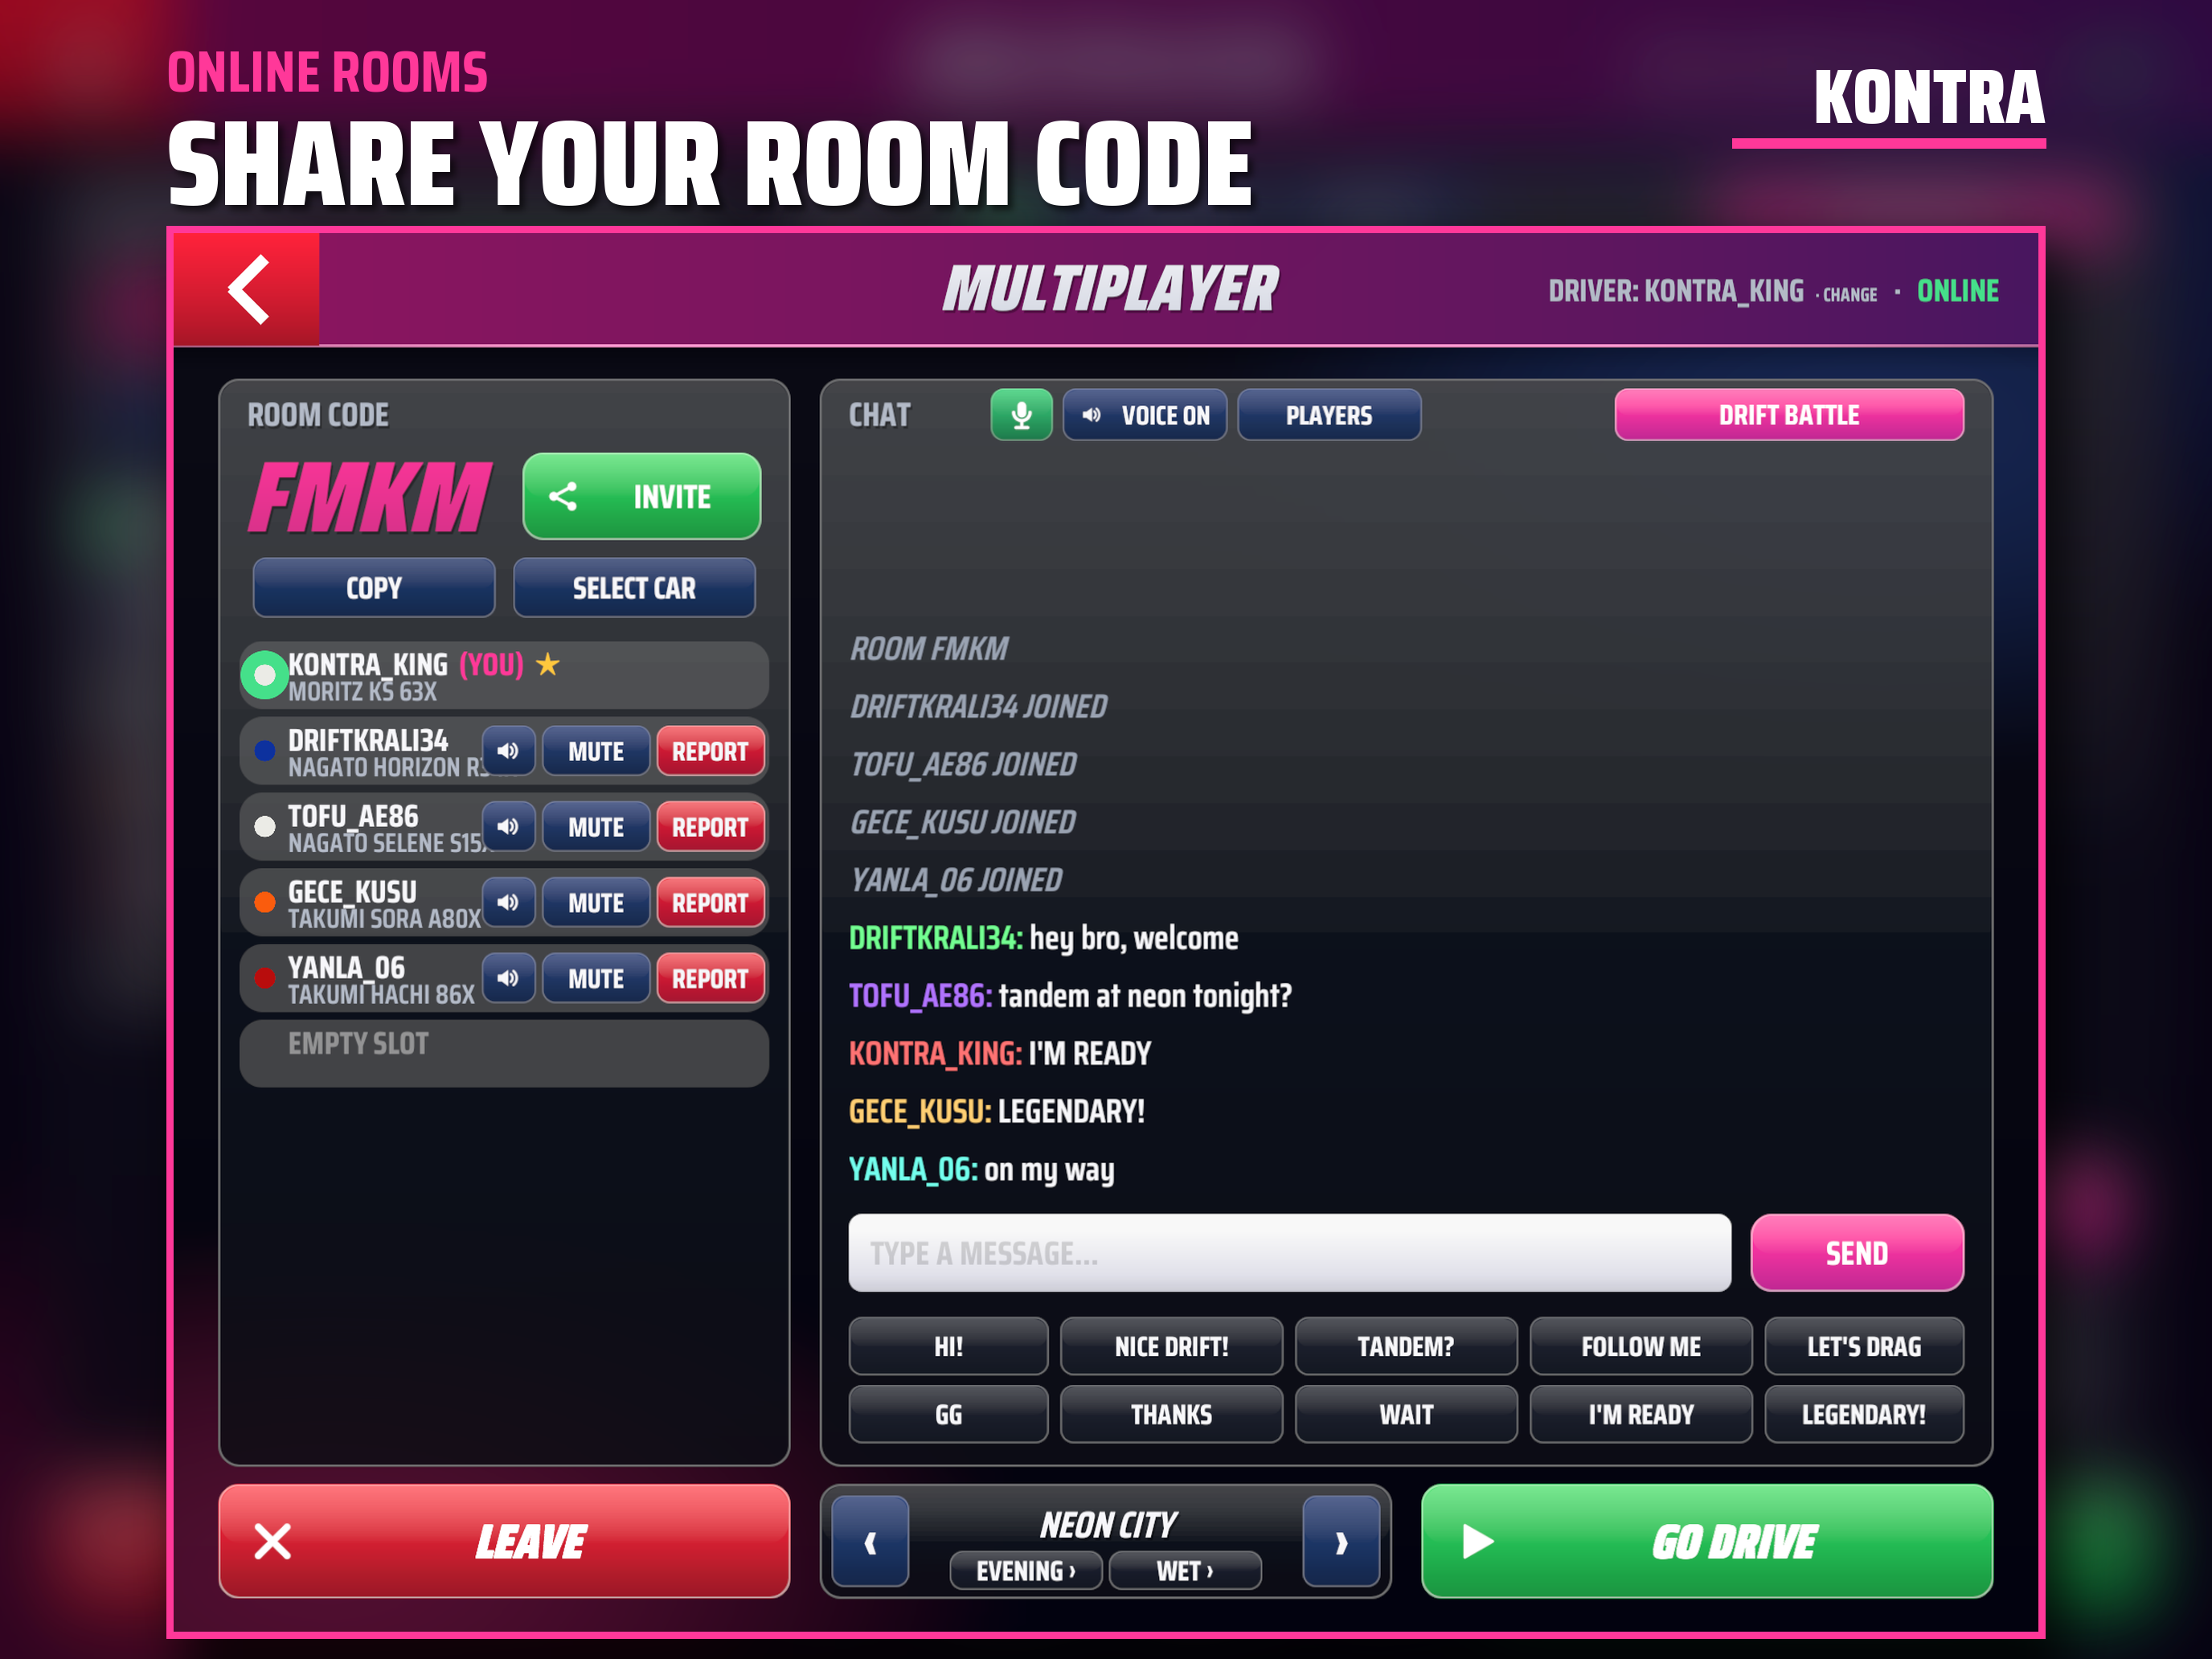 ONLINE ROOMS
SHARE YOUR ROOM CODE
KONTRA
MULTIPLAYER
DRIVER: KONTRA_KING · CHANGE · ONLINE
ROOM CODE
FMKM
INVITE
COPY
SELECT CAR
KONTRA_KING (YOU) ★
MORITZ KS 63X
DRIFTKRALI34
NAGATO HORIZON
MUTE
REPORT
TOFU_AE86
NAGATO SELENE
MUTE
REPORT
GECE_KUSU
TAKUMI SORA A80X
MUTE
REPORT
YANLA_06
TAKUMI HACHI 86X
MUTE
REPORT
EMPTY SLOT
CHAT
VOICE ON
PLAYERS
DRIFT BATTLE
ROOM FMKM
DRIFTKRALI34 JOINED
TOFU_AE86 JOINED
GECE_KUSU JOINED
YANLA_06 JOINED
DRIFTKRALI34: hey bro, welcome
TOFU_AE86: tandem at neon tonight?
KONTRA_KING: I'M READY
GECE_KUSU: LEGENDARY!
YANLA_06: on my way
TYPE A MESSAGE...
SEND
HI!
NICE DRIFT!
TANDEM?
FOLLOW ME
LET'S DRAG
GG
THANKS
WAIT
I'M READY
LEGENDARY!
LEAVE
‹
NEON CITY
EVENING ›
WET ›
›
GO DRIVE